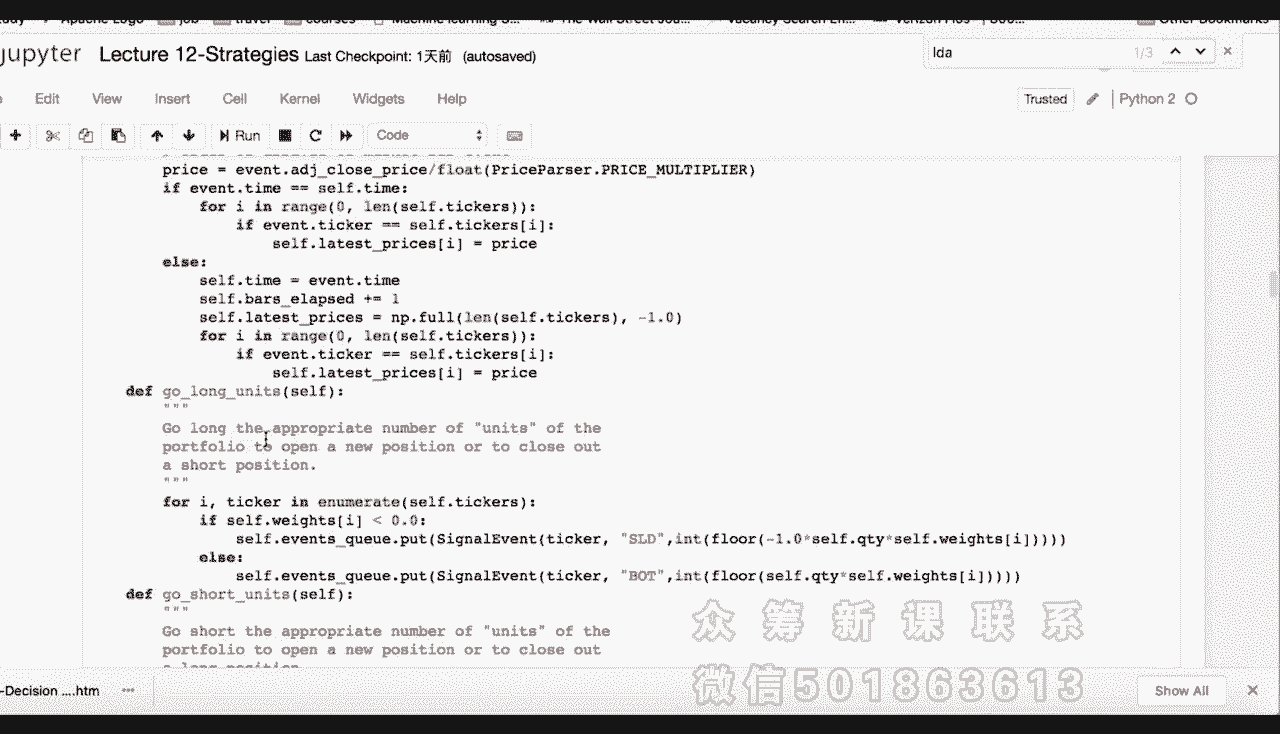 Apache Logo job travel courses Machine learning S... The Wall Street Jou... Vacancy Search En... Verizon Plus Other Bookmarks
jupyter Lecture 12-Strategies Last Checkpoint: 1天前 (autosaved)
lda 1/3
Edit View Insert Cell Kernel Widgets Help
Trusted Python 2
Run Code
price = event.adj_close_price/float(PriceParser.PRICE_MULTIPLIER)
if event.time == self.time:
for i in range(0, len(self.tickers)):
if event.ticker == self.tickers[i]:
self.latest_prices[i] = price
else:
self.time = event.time
self.bars_elapsed += 1
self.latest_prices = np.full(len(self.tickers), -1.0)
for i in range(0, len(self.tickers)):
if event.ticker == self.tickers[i]:
self.latest_prices[i] = price
def go_long_units(self):
"""
Go long the appropriate number of "units" of the
portfolio to open a new position or to close out
a short position.
"""
for i, ticker in enumerate(self.tickers):
if self.weights[i] < 0.0:
self.events_queue.put(SignalEvent(ticker, "SLD",int(floor(-1.0*self.qty*self.weights[i]))))
else:
self.events_queue.put(SignalEvent(ticker, "BOT",int(floor(self.qty*self.weights[i]))))
def go_short_units(self):
"""
Go short the appropriate number of "units" of the
portfolio to open a new position or to close out
a long position.
众筹新课联系
微信501863613
-Decision ....htm
Show All